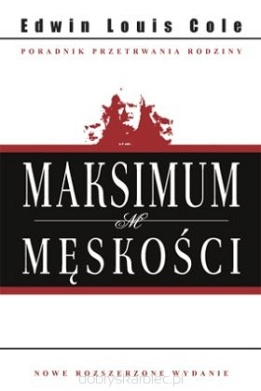 Edwin Louis Cole
PORADNIK PRZETRWANIA RODZINY
MAKSIMUM
M
MĘSKOŚCI
NOWE ROZSZERZONE WYDANIE
dobryskarbiec.pl